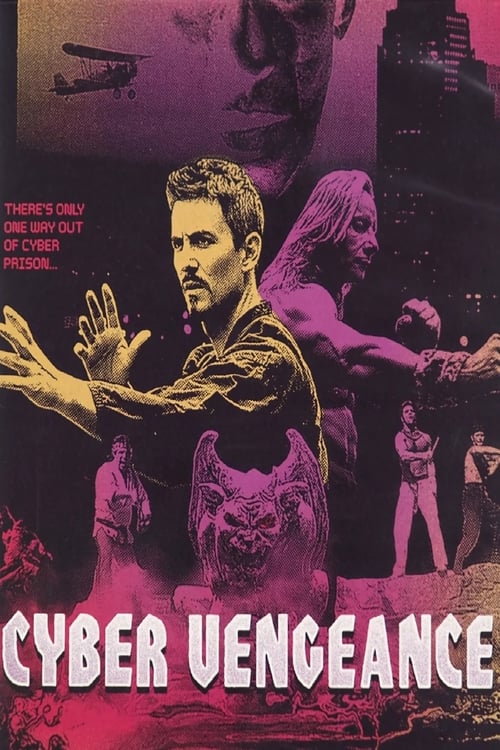 THERE'S ONLY
ONE WAY OUT
OF CYBER
PRISON...
CYBER VENGEANCE